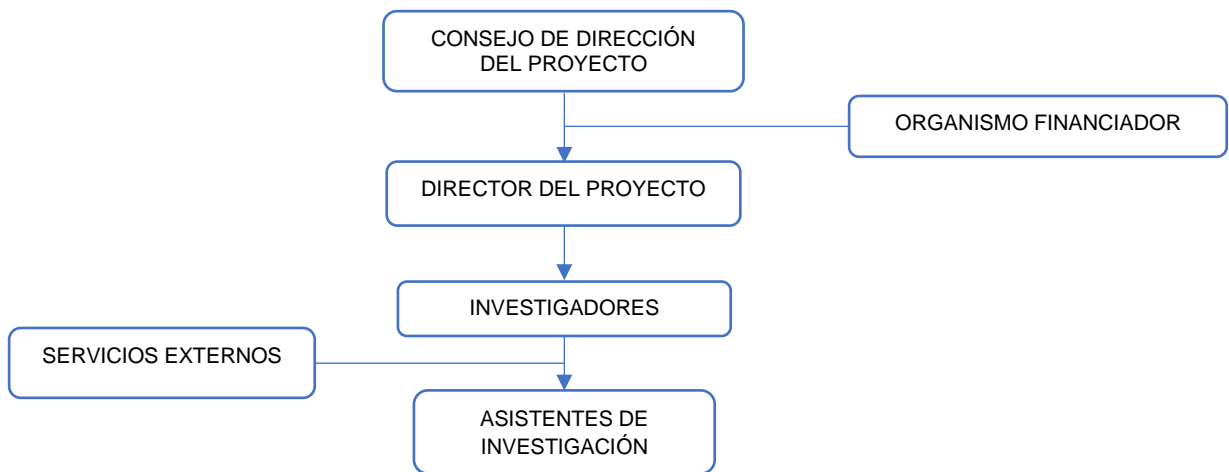 CONSEJO DE DIRECCIÓN
DEL PROYECTO
ORGANISMO FINANCIADOR
DIRECTOR DEL PROYECTO
INVESTIGADORES
SERVICIOS EXTERNOS
ASISTENTES DE
INVESTIGACIÓN